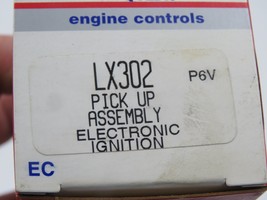 engine controls
LX302 P6V
PICK UP
ASSEMBLY
ELECTRONIC
IGNITION
EC